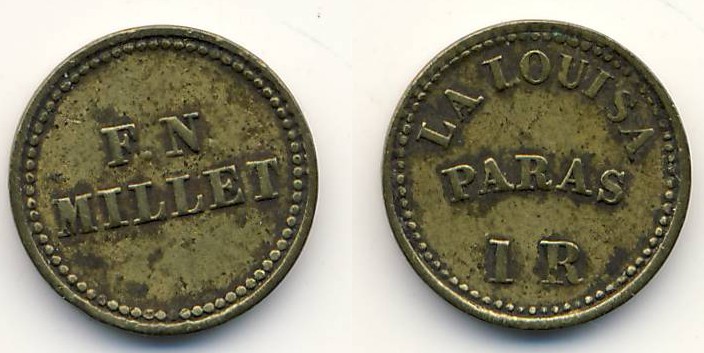 F. N.
MILLET
LA LOUISA
PARAS
1 R